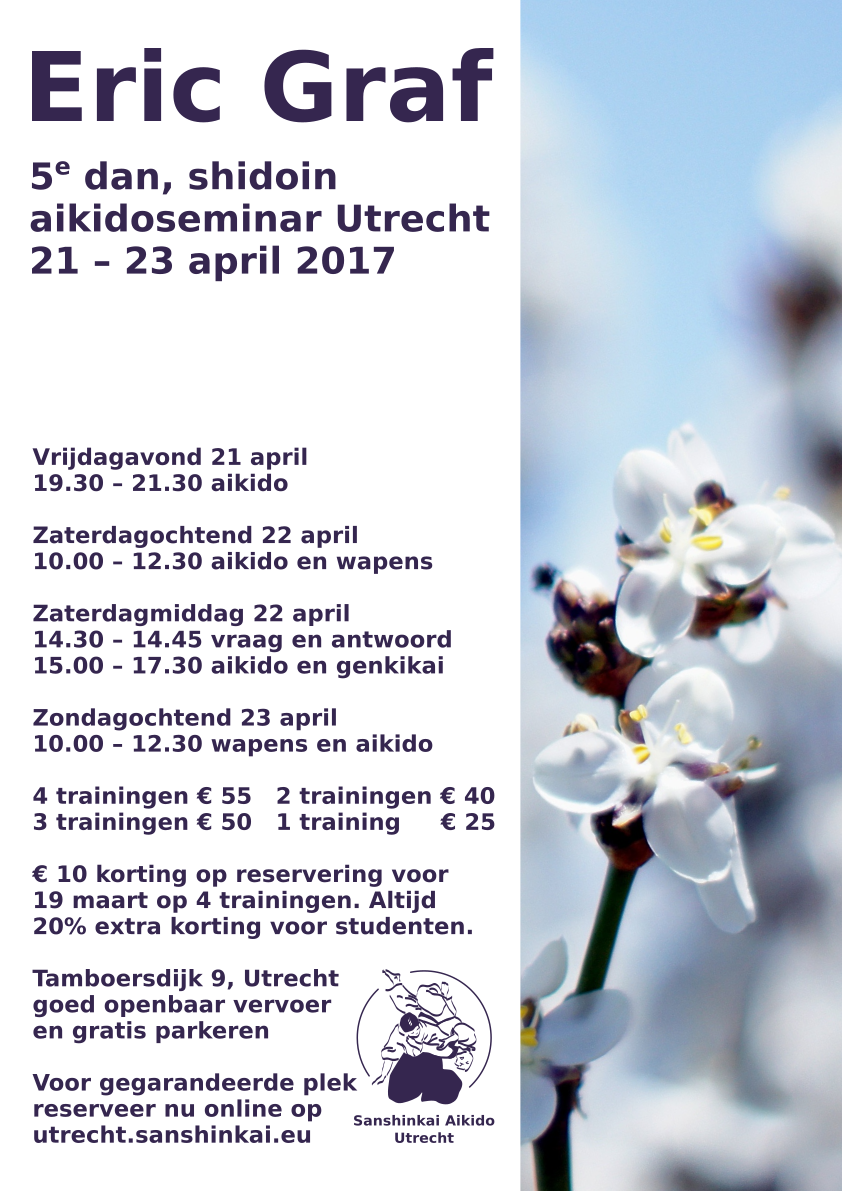 Eric Graf
5e dan, shidoin
aikidoseminar Utrecht
21 – 23 april 2017
Vrijdagavond 21 april
19.30 – 21.30 aikido
Zaterdagochtend 22 april
10.00 – 12.30 aikido en wapens
Zaterdagmiddag 22 april
14.30 – 14.45 vraag en antwoord
15.00 – 17.30 aikido en genkikai
Zondagochtend 23 april
10.00 – 12.30 wapens en aikido
4 trainingen € 55 2 trainingen € 40
3 trainingen € 50 1 training € 25
€ 10 korting op reservering voor
19 maart op 4 trainingen. Altijd
20% extra korting voor studenten.
Tamboersdijk 9, Utrecht
goed openbaar vervoer
en gratis parkeren
Voor gegarandeerde plek
reserveer nu online op
utrecht.sanshinkai.eu
Sanshinkai Aikido
Utrecht